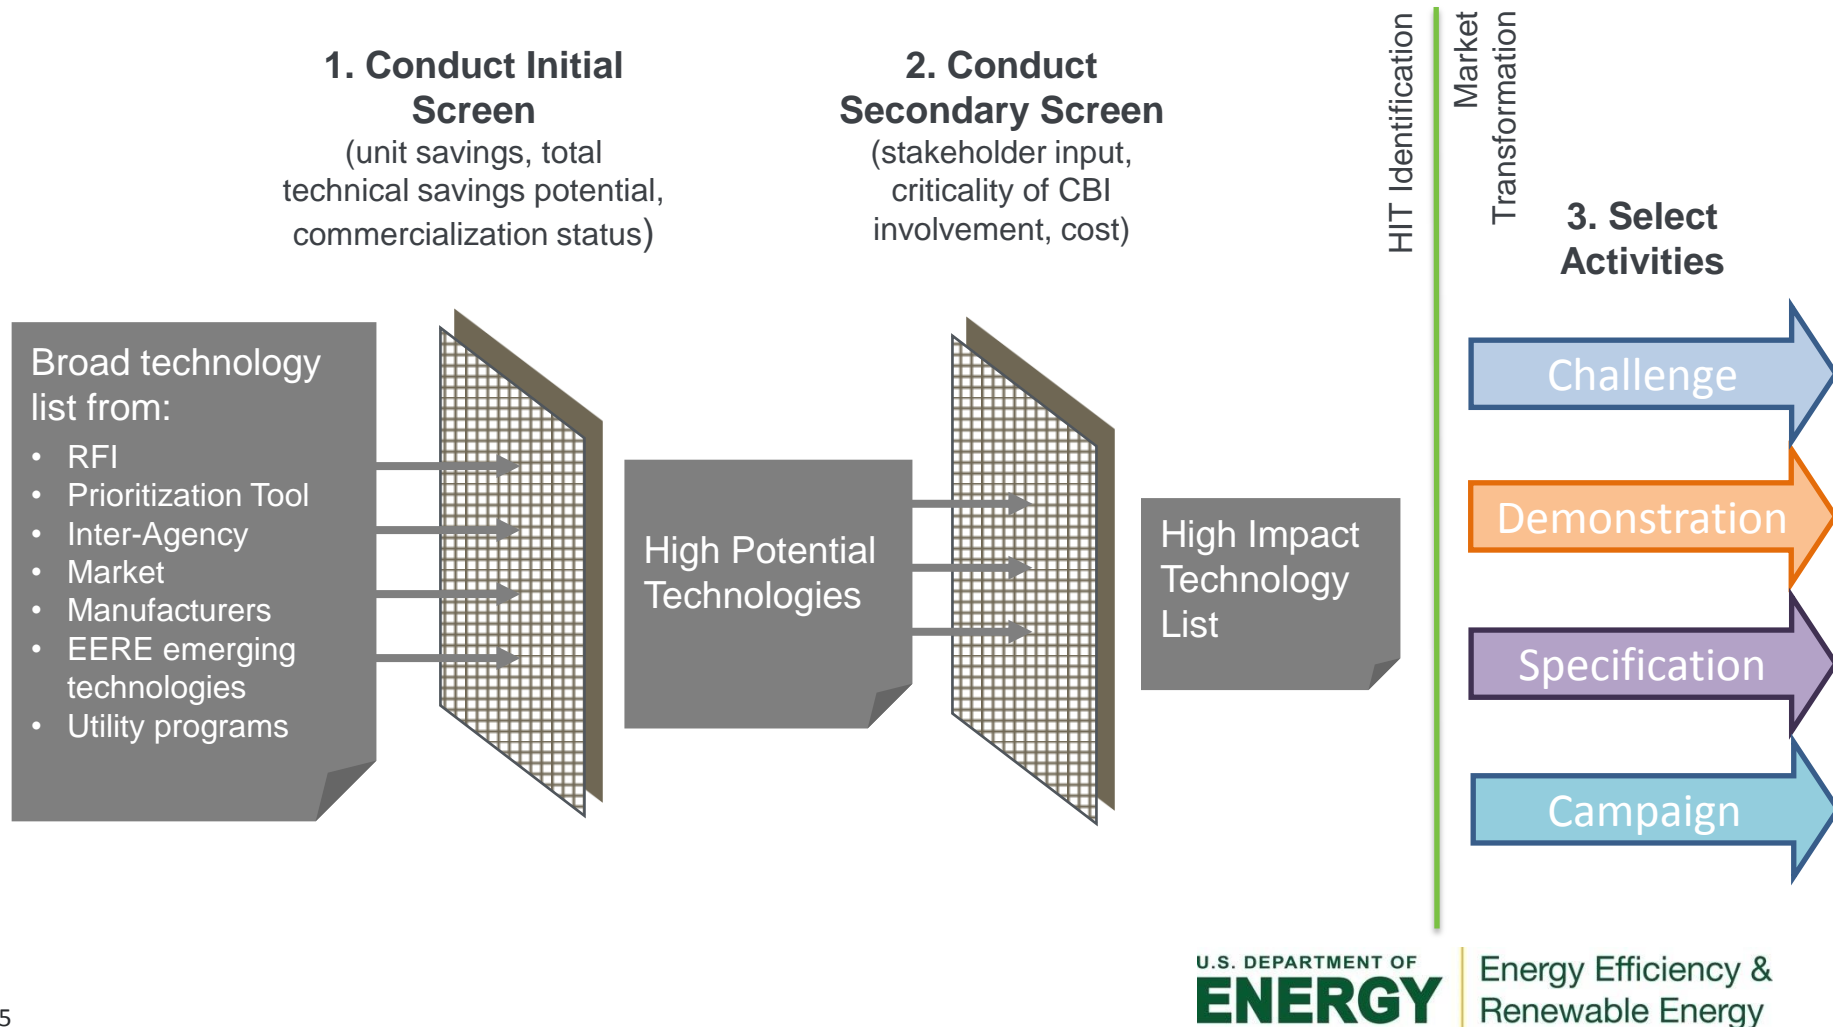 1. Conduct Initial
Screen
(unit savings, total
technical savings potential,
commercialization status)
2. Conduct
Secondary Screen
(stakeholder input,
criticality of CBI
involvement, cost)
HIT Identification
Market
Transformation
3. Select
Activities
Broad technology
list from:
• RFI
• Prioritization Tool
• Inter-Agency
• Market
• Manufacturers
• EERE emerging
technologies
• Utility programs
High Potential
Technologies
High Impact
Technology
List
Challenge
Demonstration
Specification
Campaign
U.S. DEPARTMENT OF
ENERGY
Energy Efficiency &
Renewable Energy
5